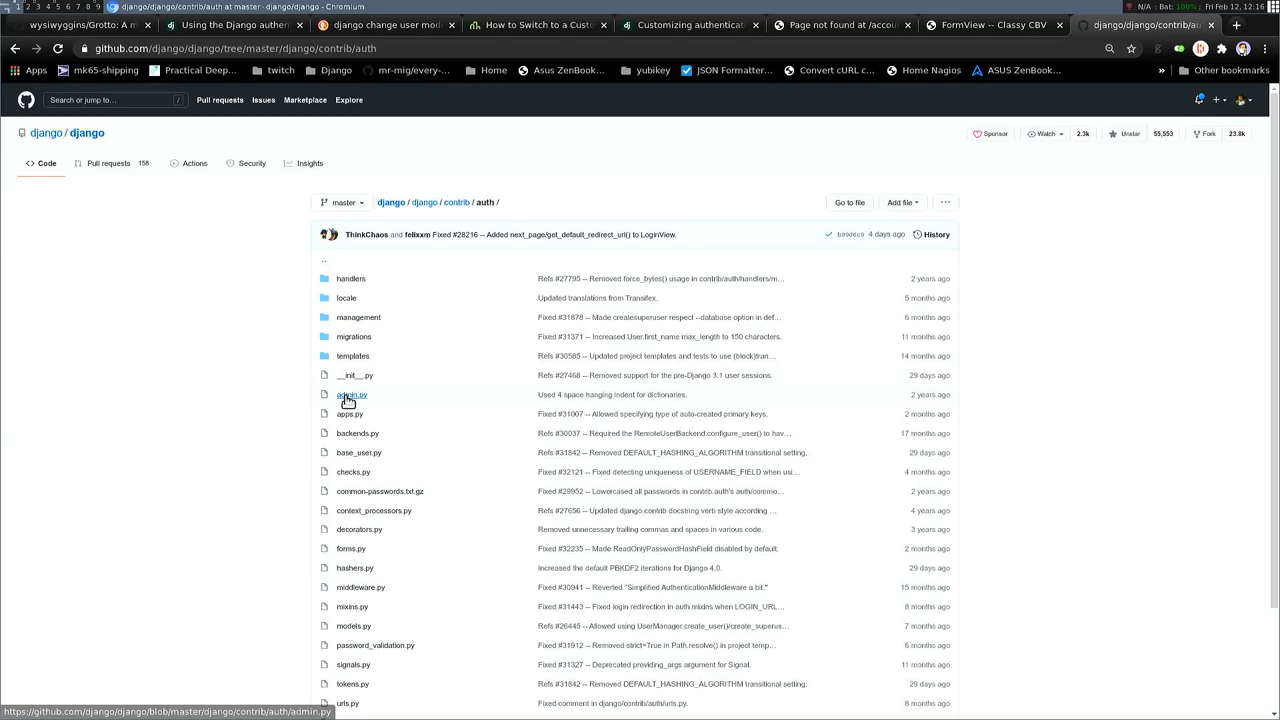 1 2 3 4 5 6 7 8 9 django/django/contrib/auth at master · django/django - Chromium N/A Bat: 100% Fri Feb 12, 12:16
wysiwyggins/Grotto: A m Using the Django authen django change user mod How to Switch to a Custo Customizing authentica Page not found at /accou FormView -- Classy CBV django/django/contrib/au
github.com/django/django/tree/master/django/contrib/auth
Apps mk65-shipping Practical Deep... twitch Django mr-mig/every-... Home Asus ZenBook... yubikey JSON Formatter... Convert cURL c... Home Nagios ASUS ZenBook... » Other bookmarks
Search or jump to... / Pull requests Issues Marketplace Explore
django / django Sponsor Watch 2.3k Unstar 55,553 Fork 23.8k
Code Pull requests 158 Actions Security Insights
master django / django / contrib / auth / Go to file Add file ...
ThinkChaos and felixxm Fixed #28216 -- Added next_page/get_default_redirect_url() to LoginView. 4 days ago History
..
handlers Refs #27795 -- Removed force_bytes() usage in contrib/auth/handlers/m… 2 years ago
locale Updated translations from Transifex. 5 months ago
management Fixed #31878 -- Made createsuperuser respect --database option in def… 6 months ago
migrations Fixed #31371 -- Increased User.first_name max_length to 150 characters. 11 months ago
templates Refs #30585 -- Updated project templates and tests to use (block)tran… 14 months ago
__init__.py Refs #27468 -- Removed support for the pre-Django 3.1 user sessions. 29 days ago
admin.py Used 4 space hanging indent for dictionaries. 2 years ago
apps.py Fixed #31007 -- Allowed specifying type of auto-created primary keys. 2 months ago
backends.py Refs #30037 -- Required the RemoteUserBackend.configure_user() to hav… 17 months ago
base_user.py Refs #31842 -- Removed DEFAULT_HASHING_ALGORITHM transitional setting. 29 days ago
checks.py Fixed #32121 -- Fixed detecting uniqueness of USERNAME_FIELD when usi… 4 months ago
common-passwords.txt.gz Fixed #29952 -- Lowercased all passwords in contrib.auth's auth/commo… 2 years ago
context_processors.py Refs #27656 -- Updated django.contrib docstring verb style according … 4 years ago
decorators.py Removed unnecessary trailing commas and spaces in various code. 3 years ago
forms.py Fixed #32235 -- Made ReadOnlyPasswordHashField disabled by default. 2 months ago
hashers.py Increased the default PBKDF2 iterations for Django 4.0. 29 days ago
middleware.py Fixed #30941 -- Reverted "Simplified AuthenticationMiddleware a bit." 15 months ago
mixins.py Fixed #31443 -- Fixed login redirection in auth mixins when LOGIN_URL… 8 months ago
models.py Refs #26445 -- Allowed using UserManager.create_user()/create_superus… 7 months ago
password_validation.py Fixed #31912 -- Removed strict=True in Path.resolve() in project temp… 6 months ago
signals.py Fixed #31327 -- Deprecated providing_args argument for Signal. 11 months ago
tokens.py Refs #31842 -- Removed DEFAULT_HASHING_ALGORITHM transitional setting. 29 days ago
urls.py Fixed comment in django/contrib/auth/urls.py. 8 months ago
https://github.com/django/django/blob/master/django/contrib/auth/admin.py